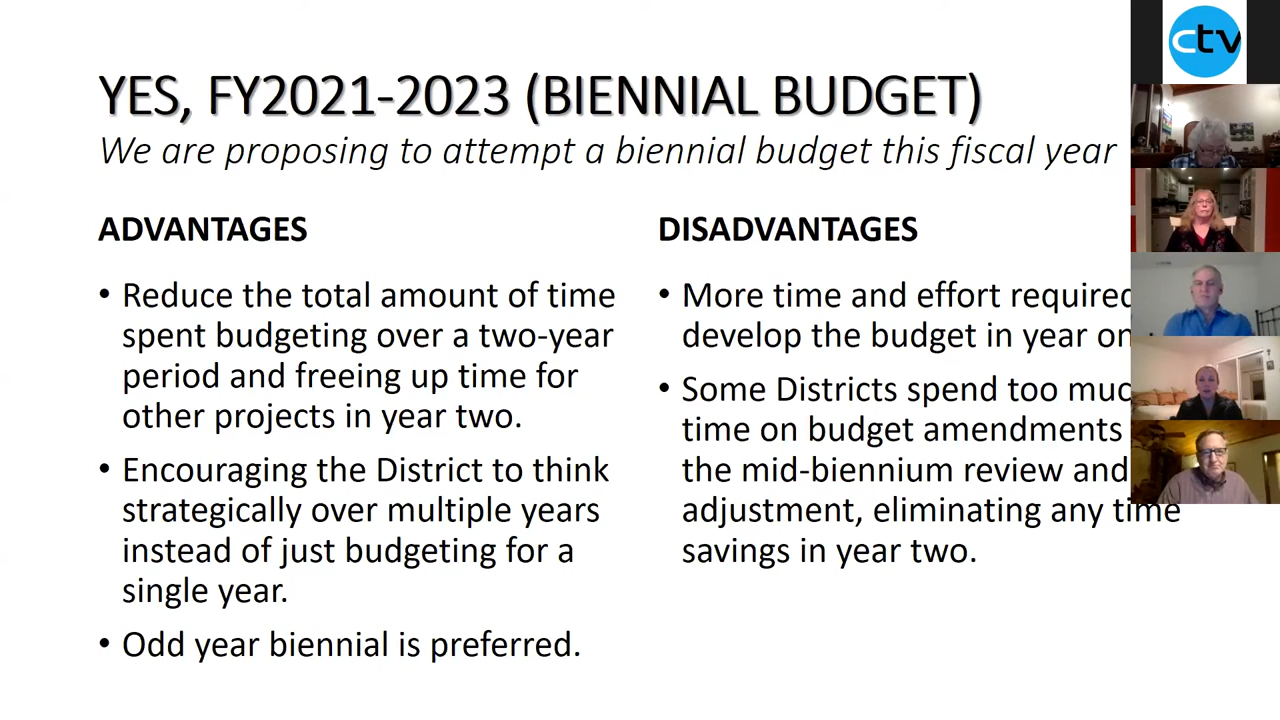 YES, FY2021-2023 (BIENNIAL BUDGET)
We are proposing to attempt a biennial budget this fiscal year
ADVANTAGES
• Reduce the total amount of time
spent budgeting over a two-year
period and freeing up time for
other projects in year two.
• Encouraging the District to think
strategically over multiple years
instead of just budgeting for a
single year.
• Odd year biennial is preferred.
DISADVANTAGES
• More time and effort required
develop the budget in year
• Some Districts spend too
time on budget amendments
the mid-biennium review and
adjustment, eliminating any time
savings in year two.
ctv